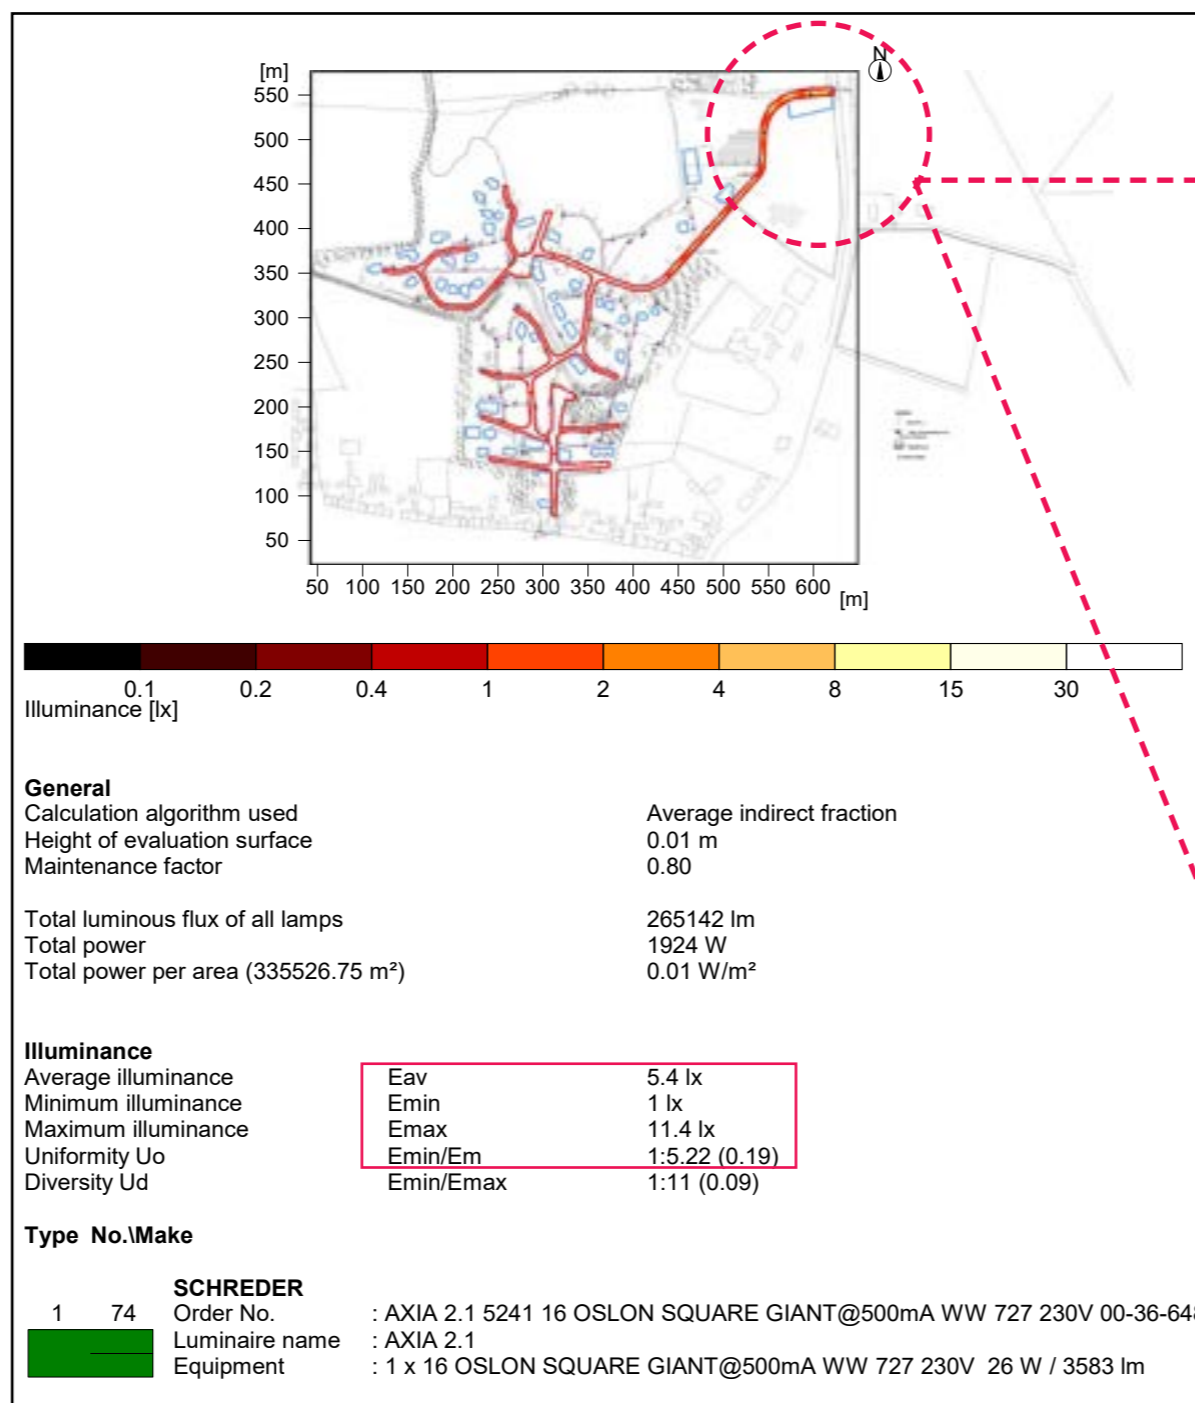 N
[m]
550
500
450
400
350
300
250
200
150
100
50
50 100 150 200 250 300 350 400 450 500 550 600
[m]
0.1 0.2 0.4 1 2 4 8 15 30
Illuminance [lx]
General
Calculation algorithm used Average indirect fraction
Height of evaluation surface 0.01 m
Maintenance factor 0.80
Total luminous flux of all lamps 265142 lm
Total power 1924 W
Total power per area (335526.75 m²) 0.01 W/m²
Illuminance
Average illuminance Eav 5.4 lx
Minimum illuminance Emin 1 lx
Maximum illuminance Emax 11.4 lx
Uniformity Uo Emin/Em 1:5.22 (0.19)
Diversity Ud Emin/Emax 1:11 (0.09)
Type No.\Make
SCHREDER
1 74 Order No. : AXIA 2.1 5241 16 OSLON SQUARE GIANT@500mA WW 727 230V 00-36-648
Luminaire name : AXIA 2.1
Equipment : 1 x 16 OSLON SQUARE GIANT@500mA WW 727 230V 26 W / 3583 lm